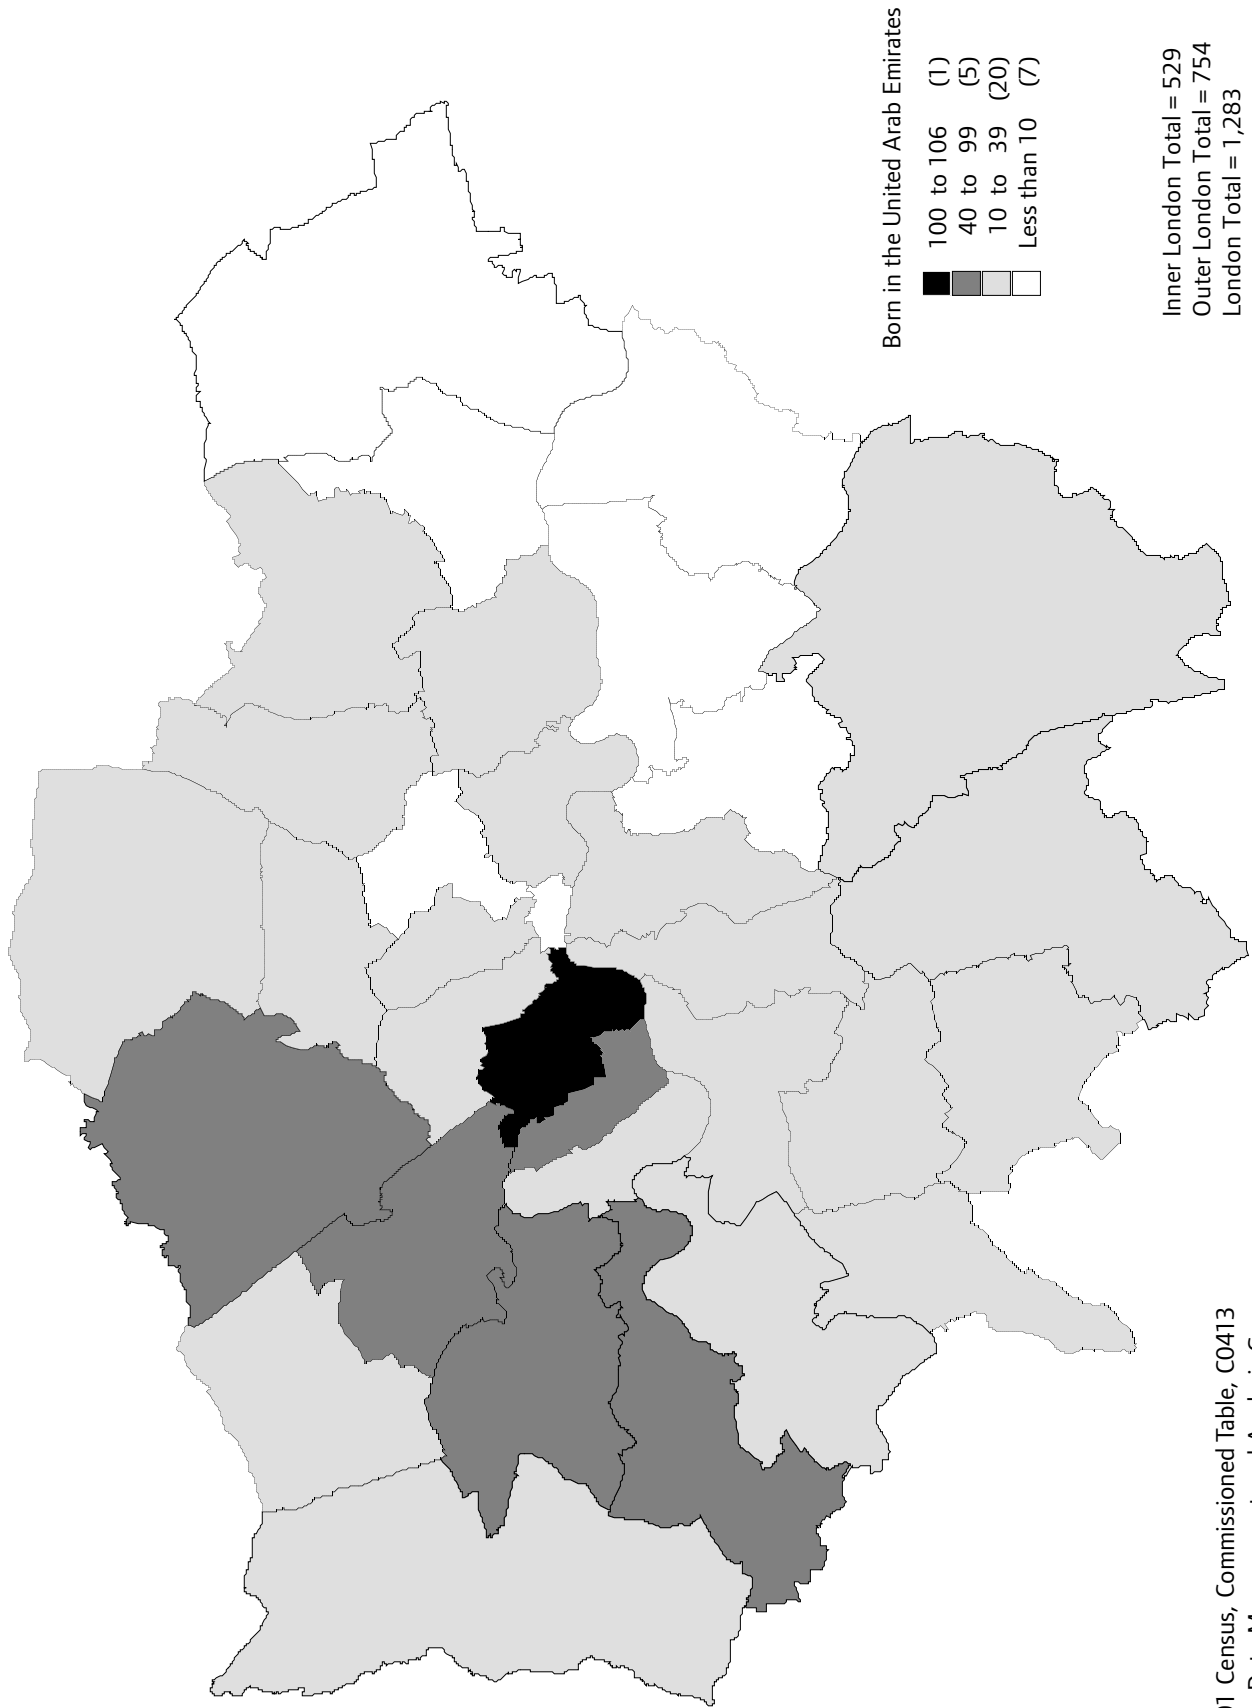 Born in the United Arab Emirates
100 to 106 (1)
40 to 99 (5)
10 to 39 (20)
Less than 10 (7)
Inner London Total = 529
Outer London Total = 754
London Total = 1,283
Census, Commissioned Table, C0413